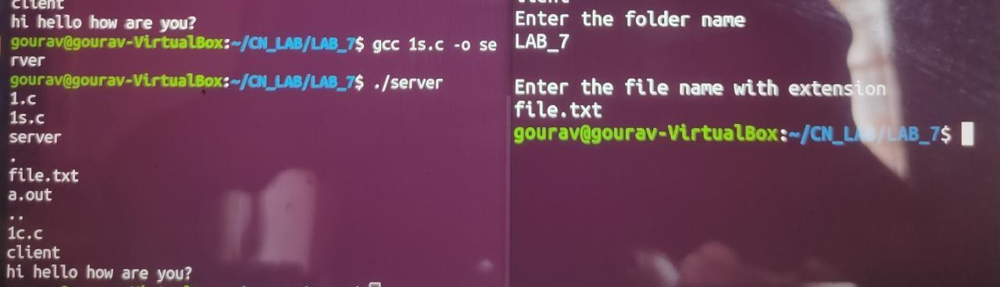 client
hi hello how are you?
gourav@gourav-VirtualBox:~/CN_LAB/LAB_7$ gcc 1s.c -o se
rver
gourav@gourav-VirtualBox:~/CN_LAB/LAB_7$ ./server
1.c
1s.c
server
.
file.txt
a.out
..
1c.c
client
hi hello how are you?
Enter the folder name
LAB_7

Enter the file name with extension
file.txt
gourav@gourav-VirtualBox:~/CN_LAB/LAB_7$